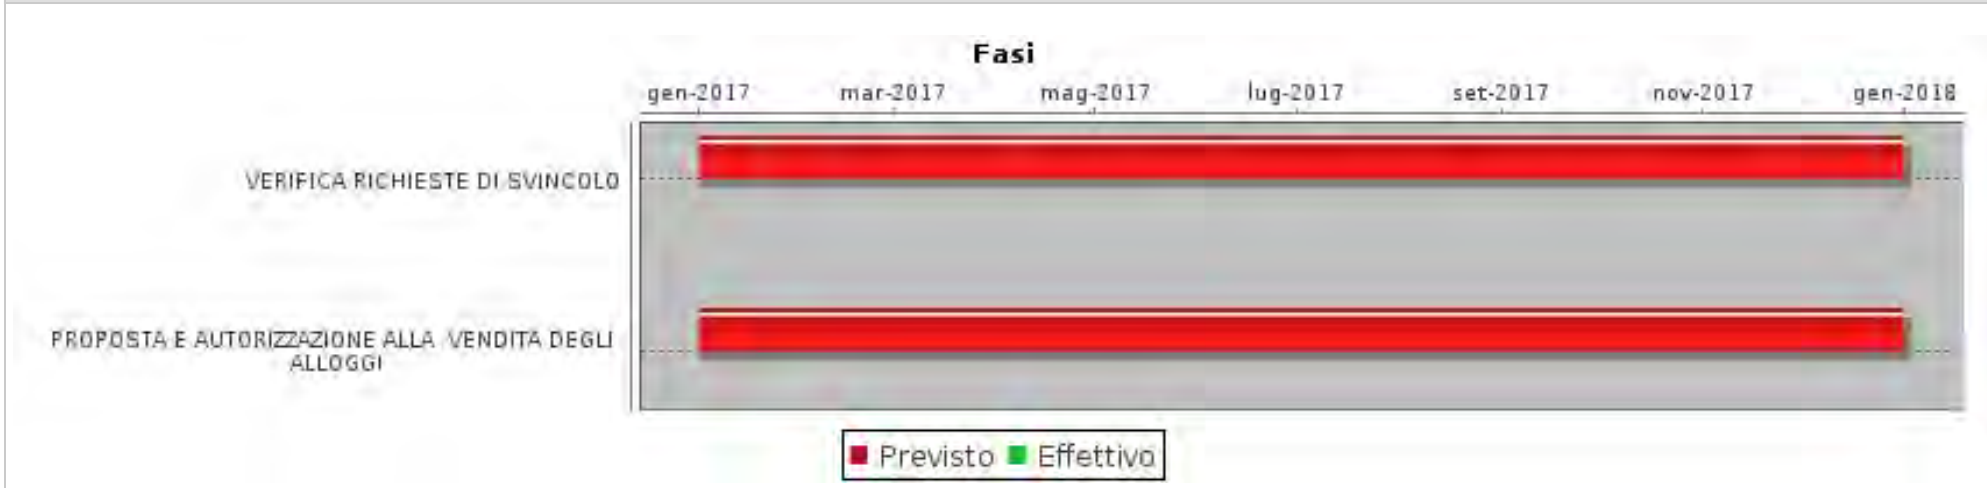 Fasi
gen-2017 mar-2017 mag-2017 lug-2017 set-2017 nov-2017 gen-2018
VERIFICA RICHIESTE DI SVINCOLO
PROPOSTA E AUTORIZZAZIONE ALLA VENDITA DEGLI
ALLOGGI
Previsto Effettivo